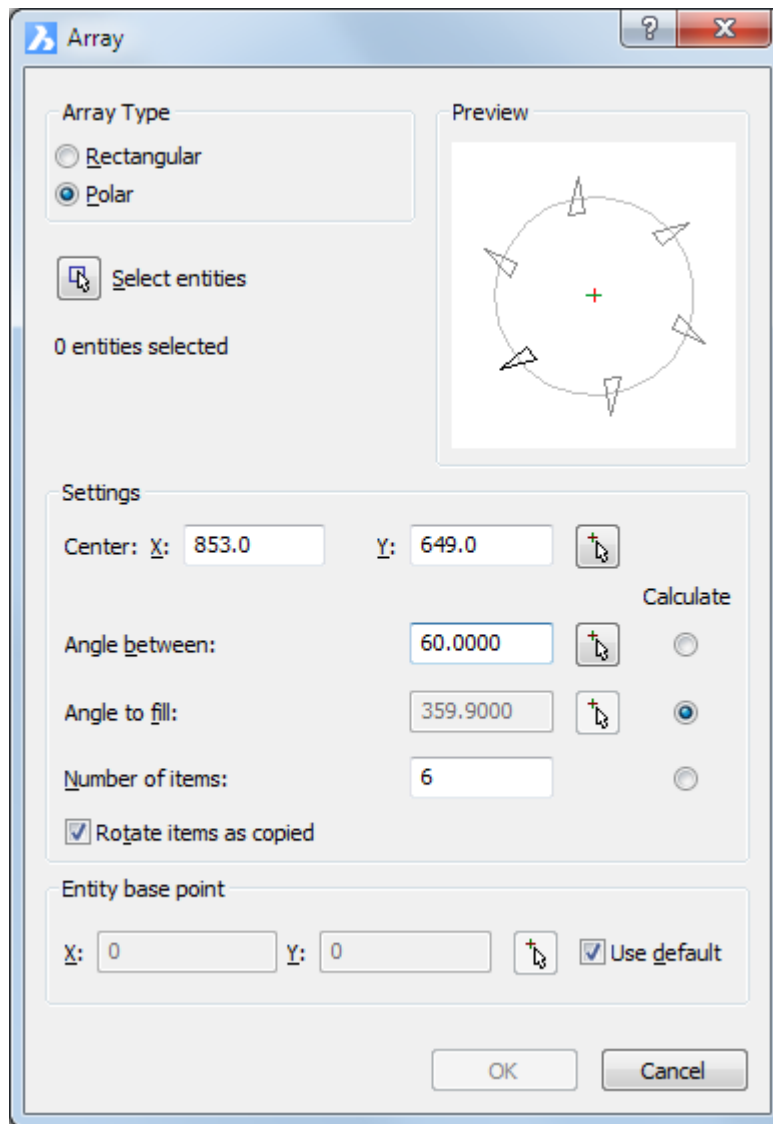 Array
Array Type
Preview
Rectangular
Polar
Select entities
0 entities selected
Settings
Center: X: 853.0 Y: 649.0
Calculate
Angle between: 60.0000
Angle to fill: 359.9000
Number of items: 6
Rotate items as copied
Entity base point
X: 0 Y: 0 Use default
OK Cancel